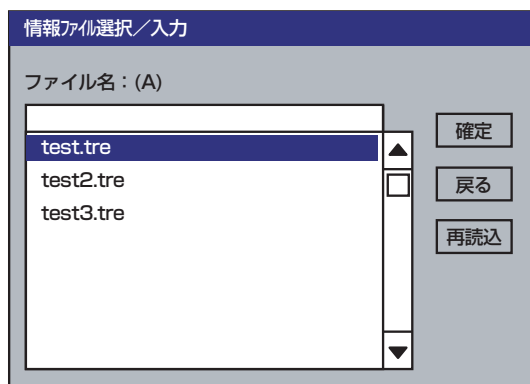 情報ファイル選択／入力
ファイル名：(A)
確定
test.tre
test2.tre
戻る
test3.tre
再読込